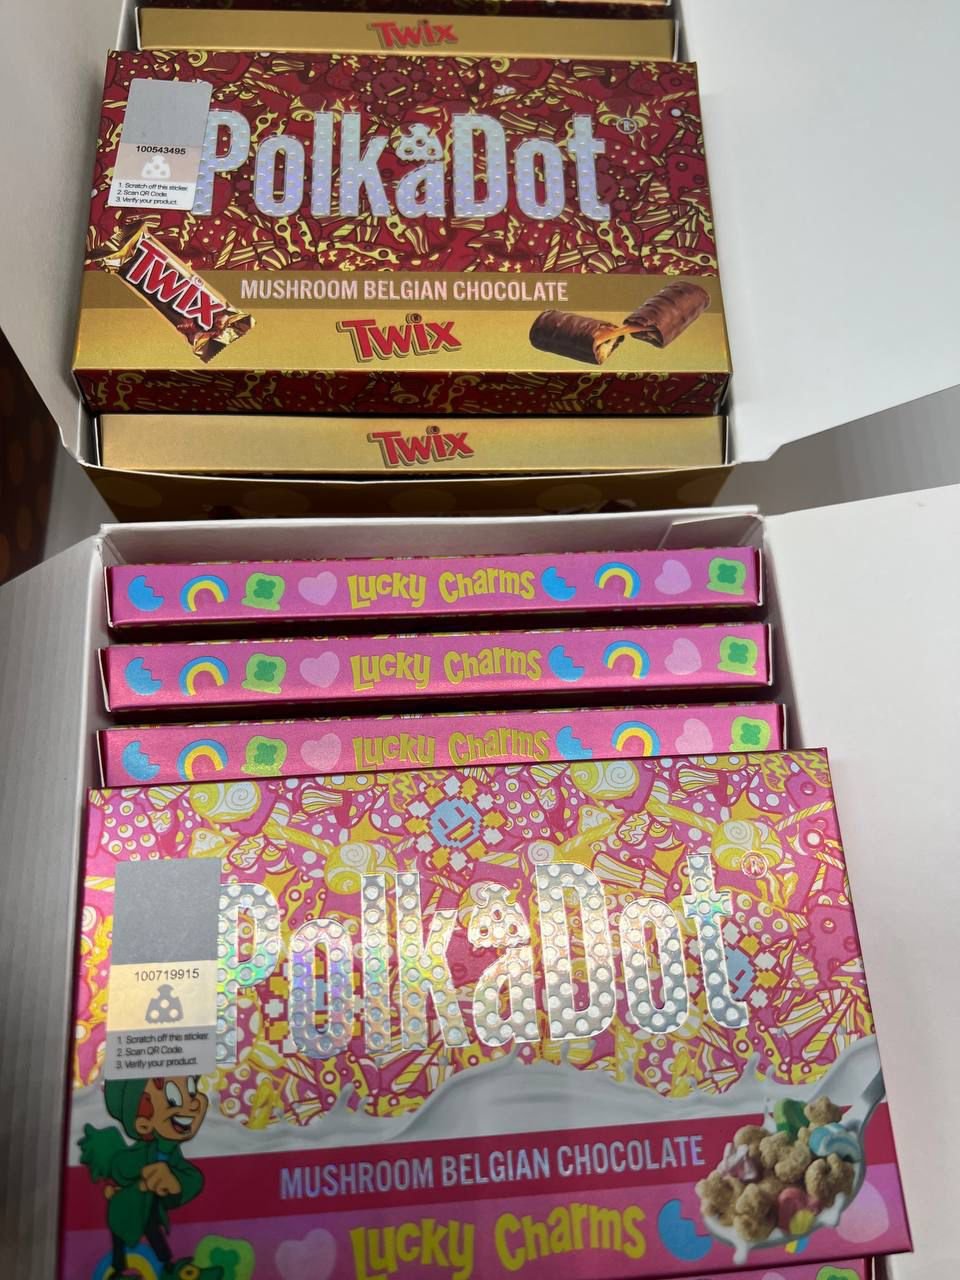 Twix
PolkaDot
R
100543495
1. Scratch off this sticker.
2. Scan QR Code.
3. Verify your product.
TWIX
MUSHROOM BELGIAN CHOCOLATE
Twix
Twix
Lucky Charms
Lucky Charms
Lucky Charms
PolkaDot
R
100719915
1. Scratch off this sticker.
2. Scan QR Code.
3. Verify your product.
MUSHROOM BELGIAN CHOCOLATE
Lucky Charms